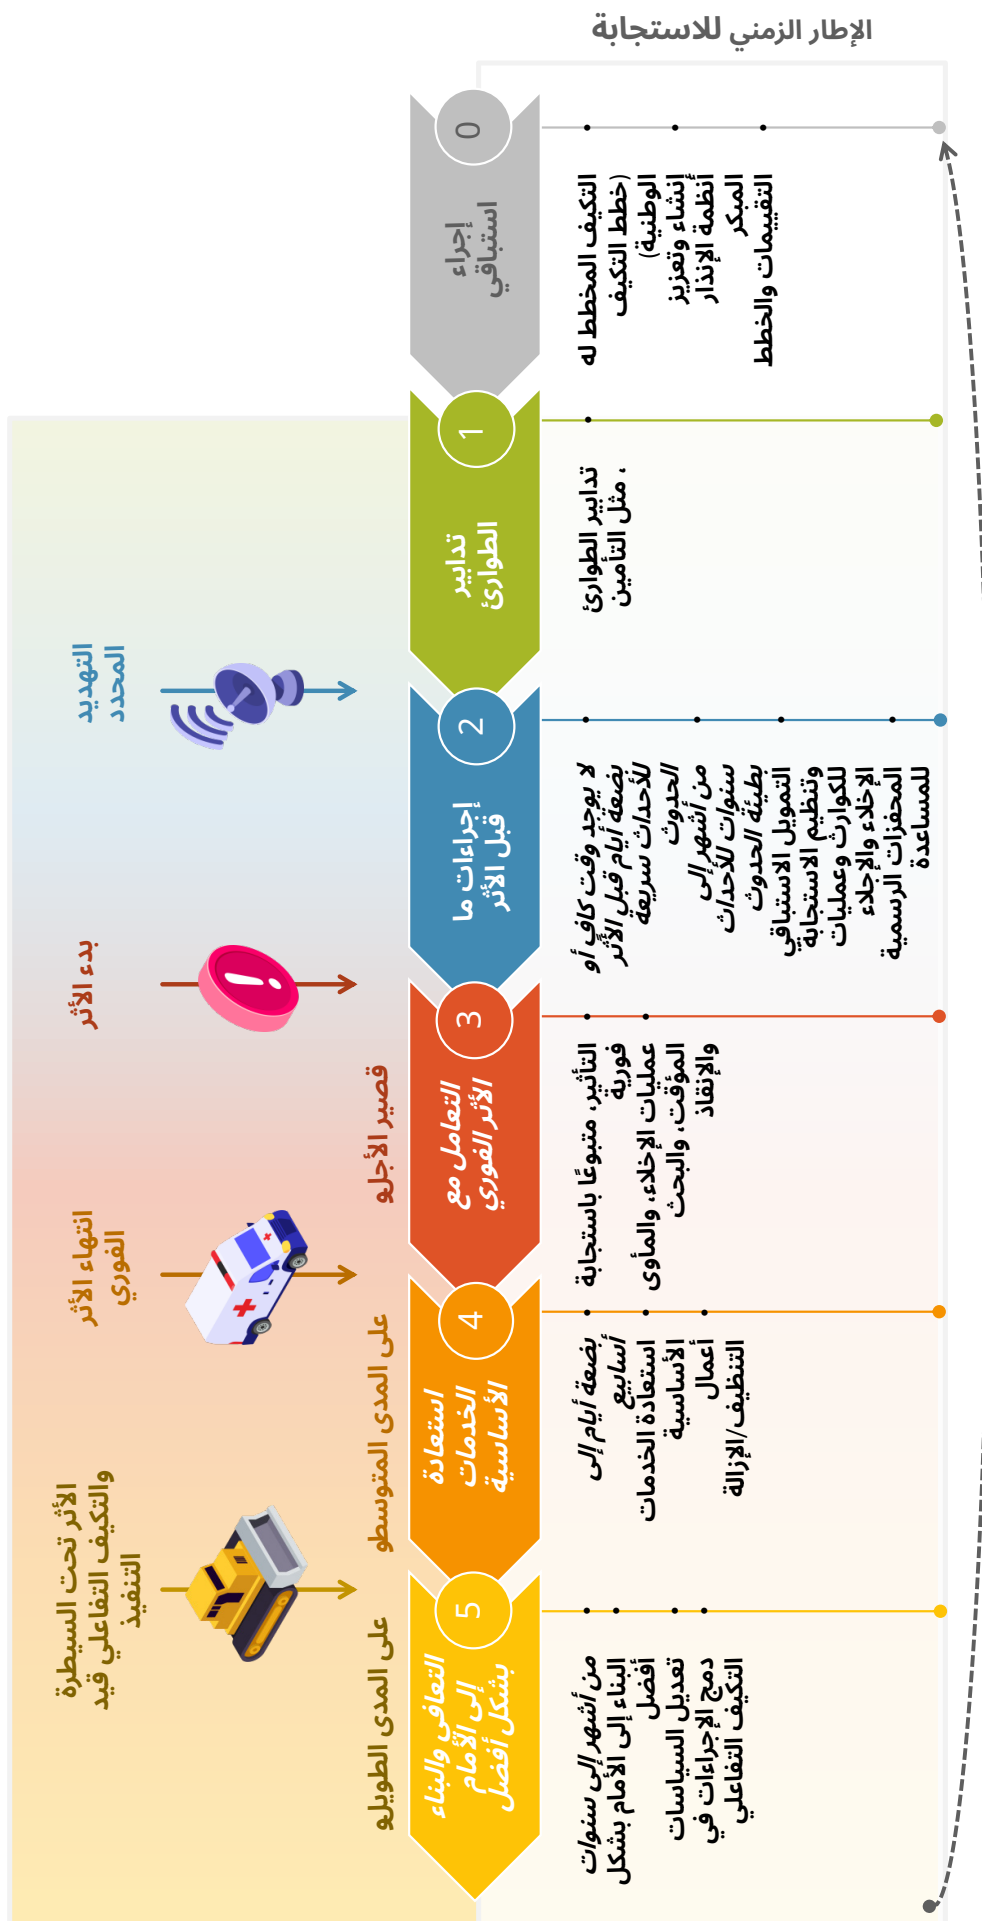 الإطار الزمني للاستجابة
0
إجراء
استباقي
التكيف المخطط له
(خطط التكيف
الوطنية)
إنشاء وتعزيز
أنظمة الإنذار
المبكر
التقييمات والخطط
1
تدابير
الطوارئ
تدابير الطوارئ
، مثل التأمين
التهديد
المحدد
2
إجراءات ما
قبل الأثر
لا يوجد وقت كافٍ أو
بضعة أيام قبل الأثر
للأحداث سريعة
الحدوث
من أشهر إلى
سنوات للأحداث
بطيئة الحدوث
التمويل الاستباقي
وتنظيم الاستجابة
للكوارث وعمليات
الإخلاء والإجلاء
المحفزات الرسمية
للمساعدة
بدء الأثر
قصير الأجلو
3
التعامل مع
الأثر الفوري
التأثير، متبوعًا باستجابة
فورية
عمليات الإخلاء، والمأوى
المؤقت، والبحث
والإنقاذ
انتهاء الأثر
الفوري
على المدى المتوسطو
4
استعادة
الخدمات
الأساسية
بضعة أيام إلى
أسابيع
استعادة الخدمات
الأساسية
أعمال
التنظيف/الإزالة
الأثر تحت السيطرة
والتكيف التفاعلي قيد
التنفيذ
على المدى الطويلو
5
التعافي والبناء
إلى الأمام
بشكل أفضل
من أشهر إلى سنوات
البناء إلى الأمام بشكل
أفضل
تعديل السياسات
دمج الإجراءات في
التكيف التفاعلي